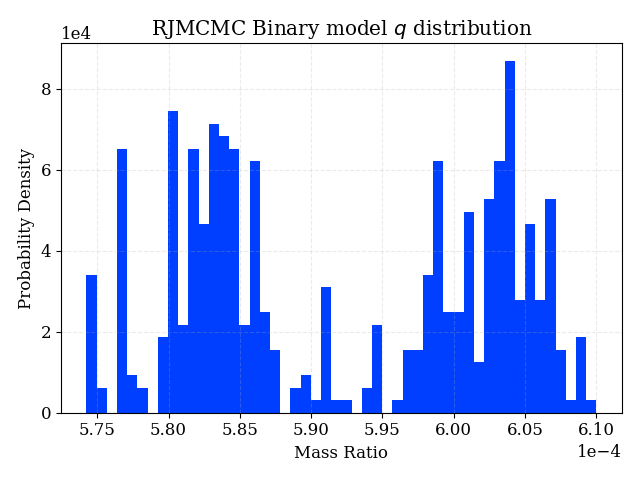 RJMCMC Binary model q distribution
1e4
8
6
4
2
0
Probability Density
5.75 5.80 5.85 5.90 5.95 6.00 6.05 6.10
1e−4
Mass Ratio